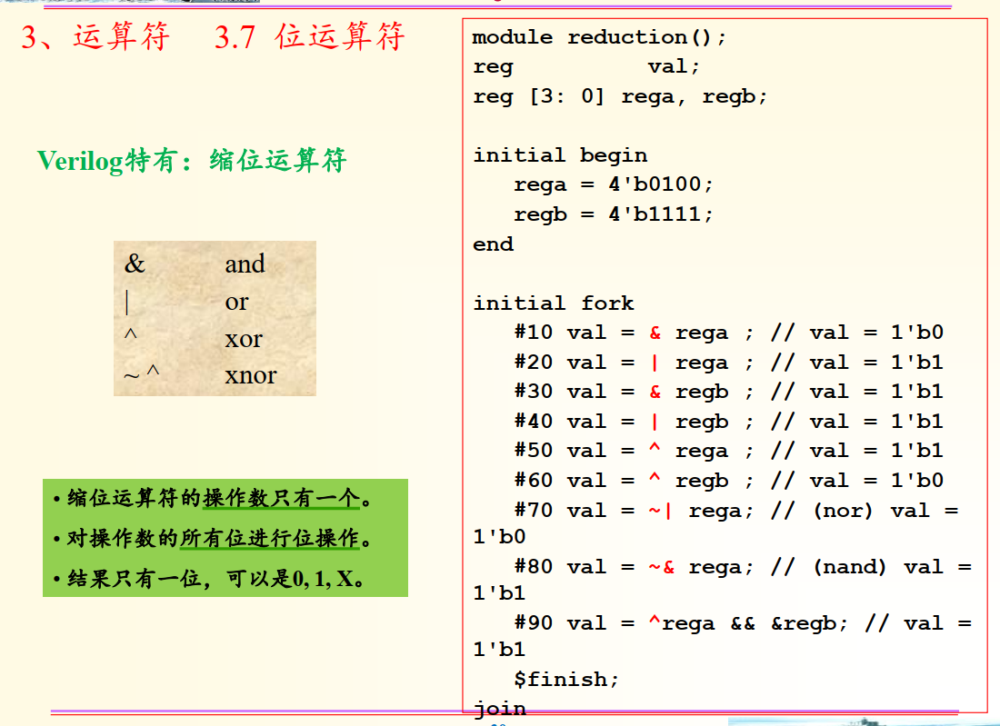 3、运算符 3.7 位运算符
Verilog特有：缩位运算符
& and
| or
^ xor
~ ^ xnor
• 缩位运算符的操作数只有一个。
• 对操作数的所有位进行位操作。
• 结果只有一位，可以是0, 1, X。
module reduction();
reg val;
reg [3: 0] rega, regb;
initial begin
rega = 4'b0100;
regb = 4'b1111;
end
initial fork
#10 val = & rega ; // val = 1'b0
#20 val = | rega ; // val = 1'b1
#30 val = & regb ; // val = 1'b1
#40 val = | regb ; // val = 1'b1
#50 val = ^ rega ; // val = 1'b1
#60 val = ^ regb ; // val = 1'b0
#70 val = ~| rega; // (nor) val =
1'b0
#80 val = ~& rega; // (nand) val =
1'b1
#90 val = ^rega && &regb; // val =
1'b1
$finish;
join